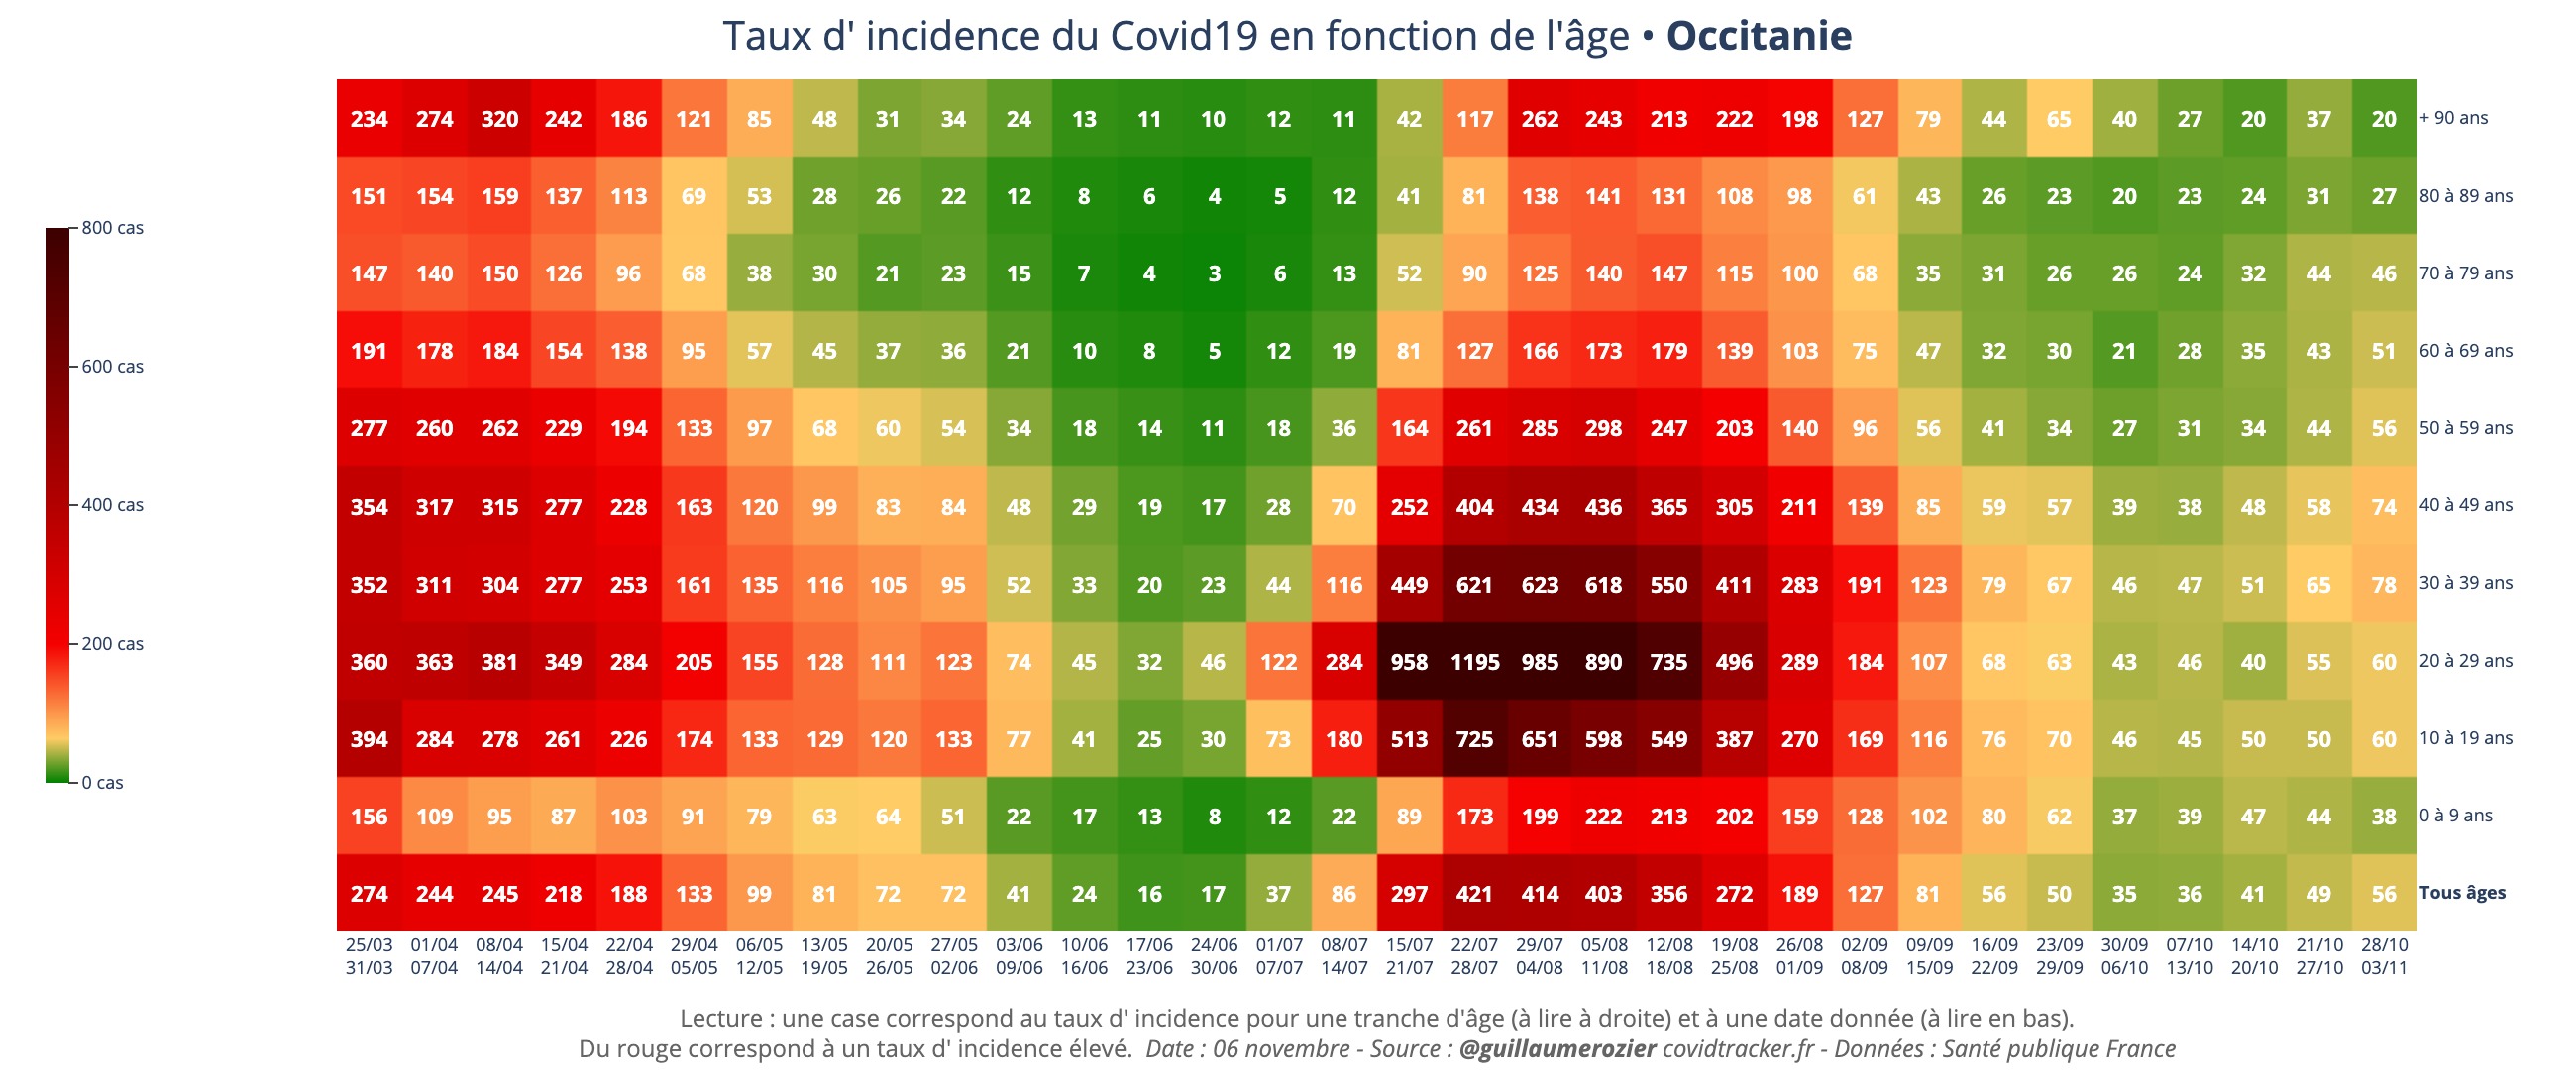 Taux d' incidence du Covid19 en fonction de l'âge • Occitanie
800 cas
600 cas
400 cas
200 cas
0 cas
234 274 320 242 186 121 85 48 31 34 24 13 11 10 12 11 42 117 262 243 213 222 198 127 79 44 65 40 27 20 37 20 + 90 ans
151 154 159 137 113 69 53 28 26 22 12 8 6 4 5 12 41 81 138 141 131 108 98 61 43 26 23 20 23 24 31 27 80 à 89 ans
147 140 150 126 96 68 38 30 21 23 15 7 4 3 6 13 52 90 125 140 147 115 100 68 35 31 26 26 24 32 44 46 70 à 79 ans
191 178 184 154 138 95 57 45 37 36 21 10 8 5 12 19 81 127 166 173 179 139 103 75 47 32 30 21 28 35 43 51 60 à 69 ans
277 260 262 229 194 133 97 68 60 54 34 18 14 11 18 36 164 261 285 298 247 203 140 96 56 41 34 27 31 34 44 56 50 à 59 ans
354 317 315 277 228 163 120 99 83 84 48 29 19 17 28 70 252 404 434 436 365 305 211 139 85 59 57 39 38 48 58 74 40 à 49 ans
352 311 304 277 253 161 135 116 105 95 52 33 20 23 44 116 449 621 623 618 550 411 283 191 123 79 67 46 47 51 65 78 30 à 39 ans
360 363 381 349 284 205 155 128 111 123 74 45 32 46 122 284 958 1195 985 890 735 496 289 184 107 68 63 43 46 40 55 60 20 à 29 ans
394 284 278 261 226 174 133 129 120 133 77 41 25 30 73 180 513 725 651 598 549 387 270 169 116 76 70 46 45 50 50 60 10 à 19 ans
156 109 95 87 103 91 79 63 64 51 22 17 13 8 12 22 89 173 199 222 213 202 159 128 102 80 62 37 39 47 44 38 0 à 9 ans
274 244 245 218 188 133 99 81 72 72 41 24 16 17 37 86 297 421 414 403 356 272 189 127 81 56 50 35 36 41 49 56 Tous âges
25/03 01/04 08/04 15/04 22/04 29/04 06/05 13/05 20/05 27/05 03/06 10/06 17/06 24/06 01/07 08/07 15/07 22/07 29/07 05/08 12/08 19/08 26/08 02/09 09/09 16/09 23/09 30/09 07/10 14/10 21/10 28/10
31/03 07/04 14/04 21/04 28/04 05/05 12/05 19/05 26/05 02/06 09/06 16/06 23/06 30/06 07/07 14/07 21/07 28/07 04/08 11/08 18/08 25/08 01/09 08/09 15/09 22/09 29/09 06/10 13/10 20/10 27/10 03/11
Lecture : une case correspond au taux d' incidence pour une tranche d'âge (à lire à droite) et à une date donnée (à lire en bas).
Du rouge correspond à un taux d' incidence élevé. Date : 06 novembre - Source : @guillaumerozier covidtracker.fr - Données : Santé publique France